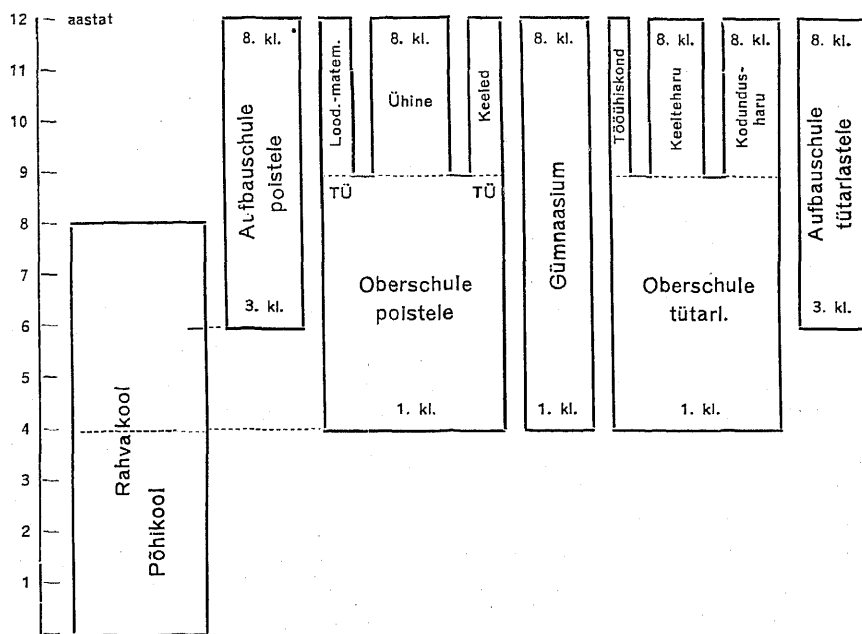 12 aastat
11
10
9
8
7
6
5
4
3
2
1
Rahvakool
Põhikool
8. kl.
Aufbauschule
poistele
3. kl.
Lood.-matem.
8. kl.
Ühine
Keeled
TÜ TÜ
Oberschule
poistele
1. kl.
8. kl.
Gümnaasium
1. kl.
Tööühiskond
8. kl.
Keelteharu
8. kl.
Kodundus-
haru
Oberschule
tütarl.
1. kl.
8. kl.
Aufbauschule
tütarlastele
3. kl.